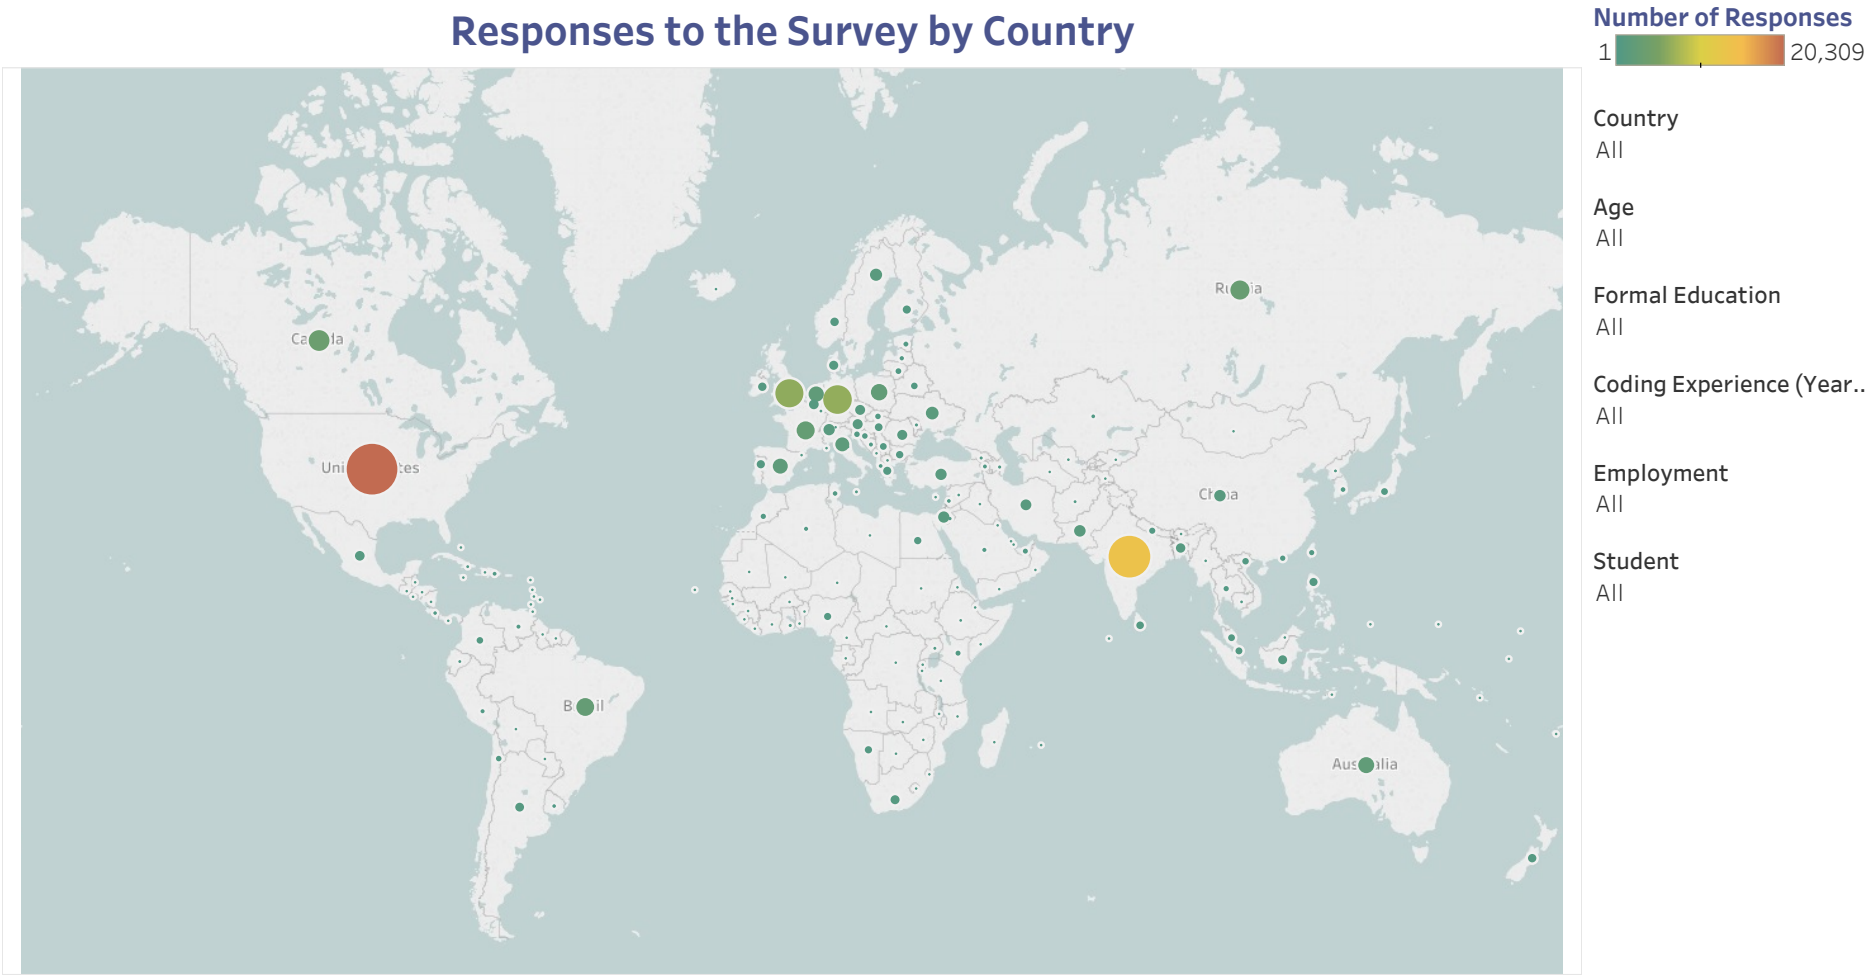 Responses to the Survey by Country
Number of Responses
1 20,309
Country
All
Age
All
Formal Education
All
Coding Experience (Year..
All
Employment
All
Student
All